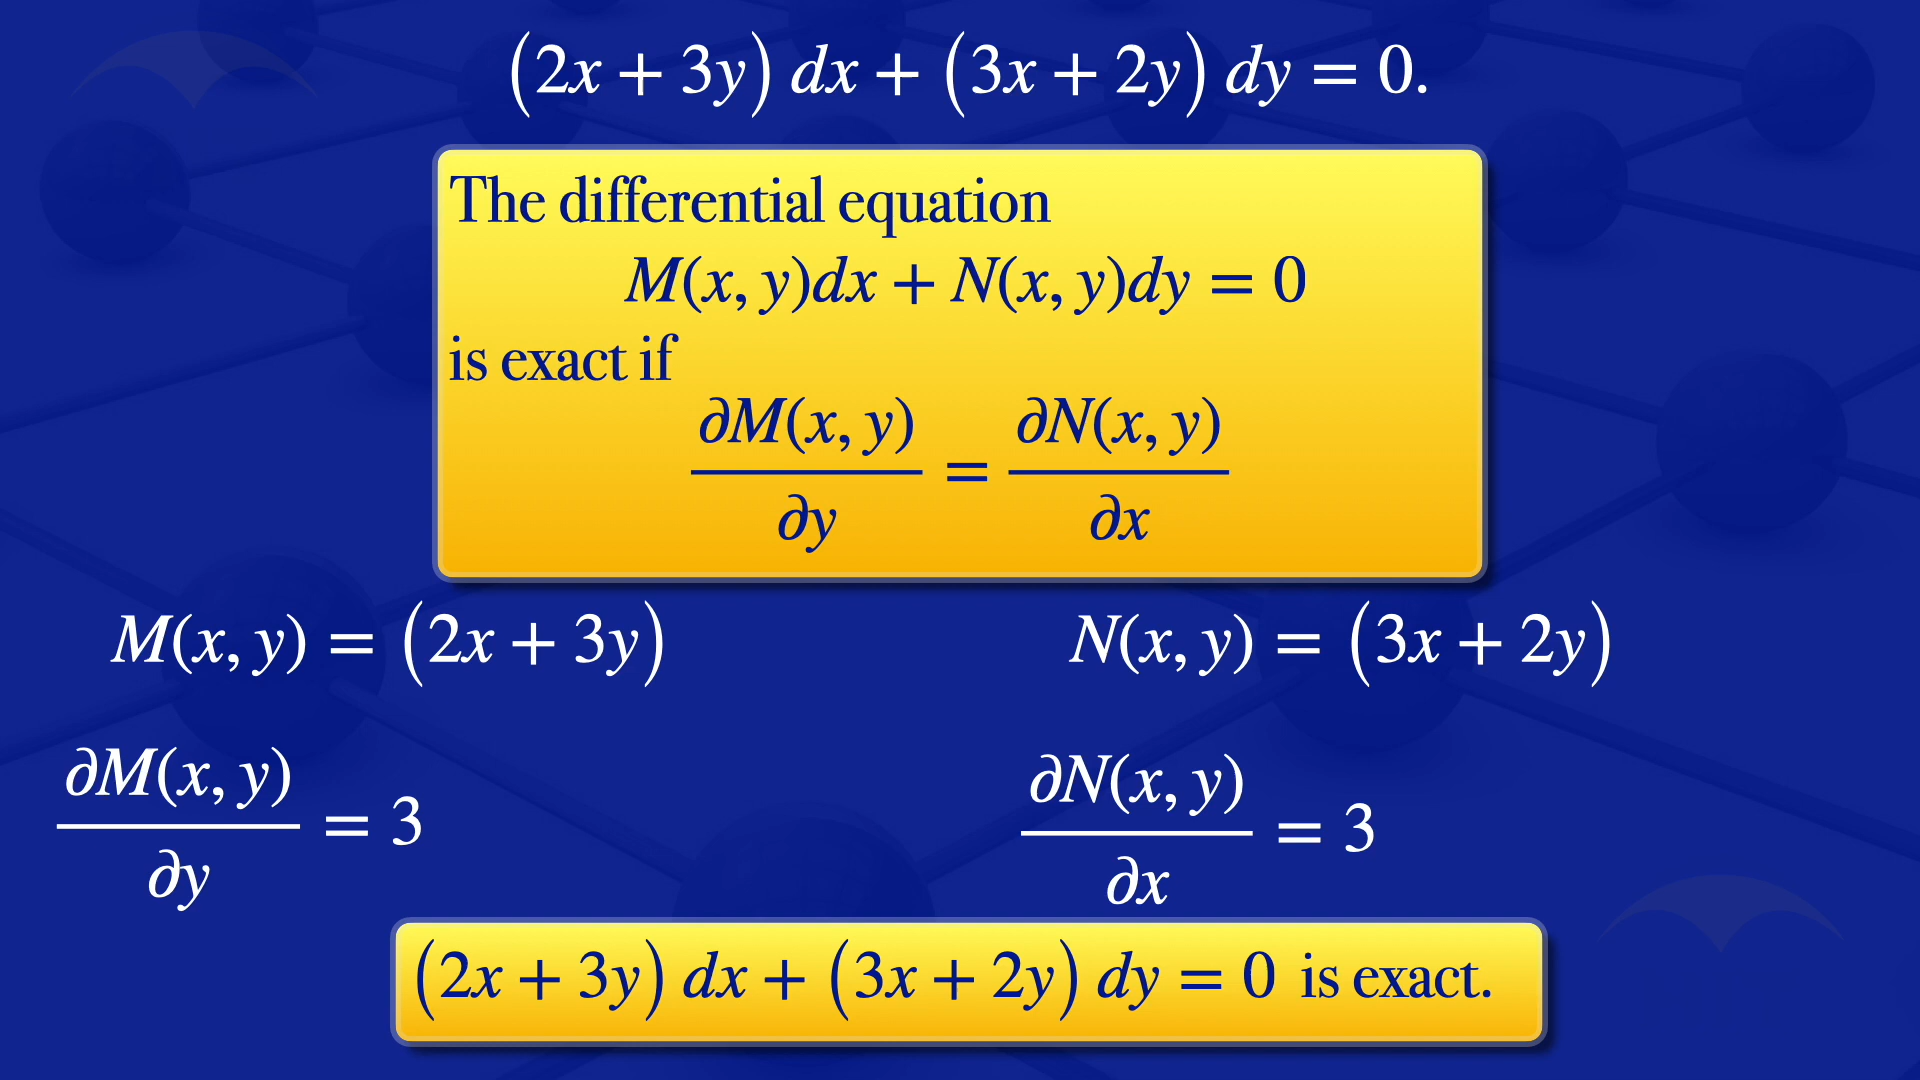 (2x + 3y) dx + (3x + 2y) dy = 0.
The differential equation
M(x, y)dx + N(x, y)dy = 0
is exact if
∂M(x, y)/∂y = ∂N(x, y)/∂x
M(x, y) = (2x + 3y)
N(x, y) = (3x + 2y)
∂M(x, y)/∂y = 3
∂N(x, y)/∂x = 3
(2x + 3y) dx + (3x + 2y) dy = 0 is exact.